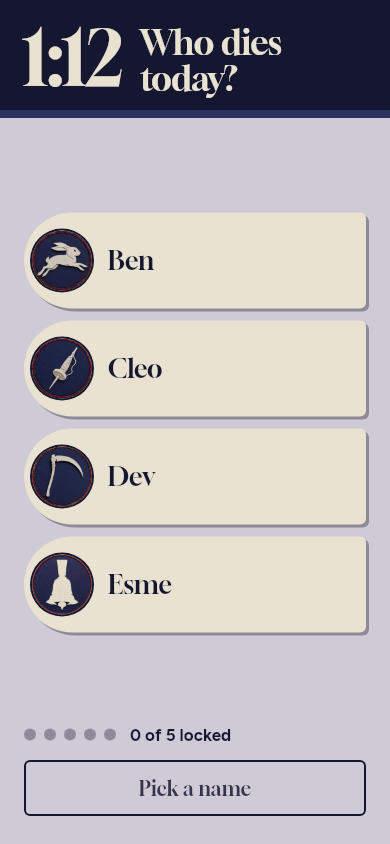 1:12
Who dies
today?
Ben
Cleo
Dev
Esme
0 of 5 locked
Pick a name